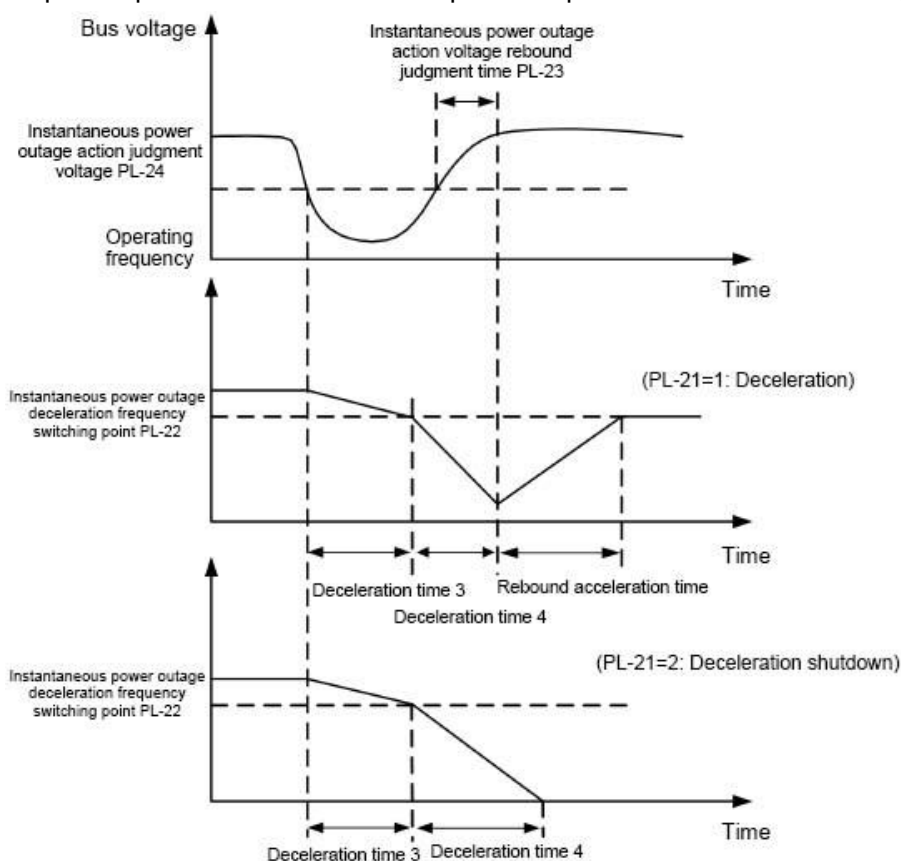 Bus voltage
Instantaneous power outage
action voltage rebound
judgment time PL-23
Instantaneous power
outage action judgment
voltage PL-24
Operating
frequency
Time
(PL-21=1: Deceleration)
Instantaneous power outage
deceleration frequency
switching point PL-22
Time
Deceleration time 3
Rebound acceleration time
Deceleration time 4
(PL-21=2: Deceleration shutdown)
Instantaneous power outage
deceleration frequency
switching point PL-22
Time
Deceleration time 3
Deceleration time 4